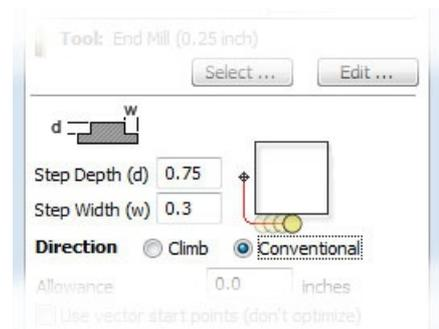 Tool: End Mill (0.25 inch)
Select ... Edit ...
w
d
Step Depth (d) 0.75
Step Width (w) 0.3
Direction Climb Conventional
Allowance 0.0 inches
Use vector start points (don't optimize)